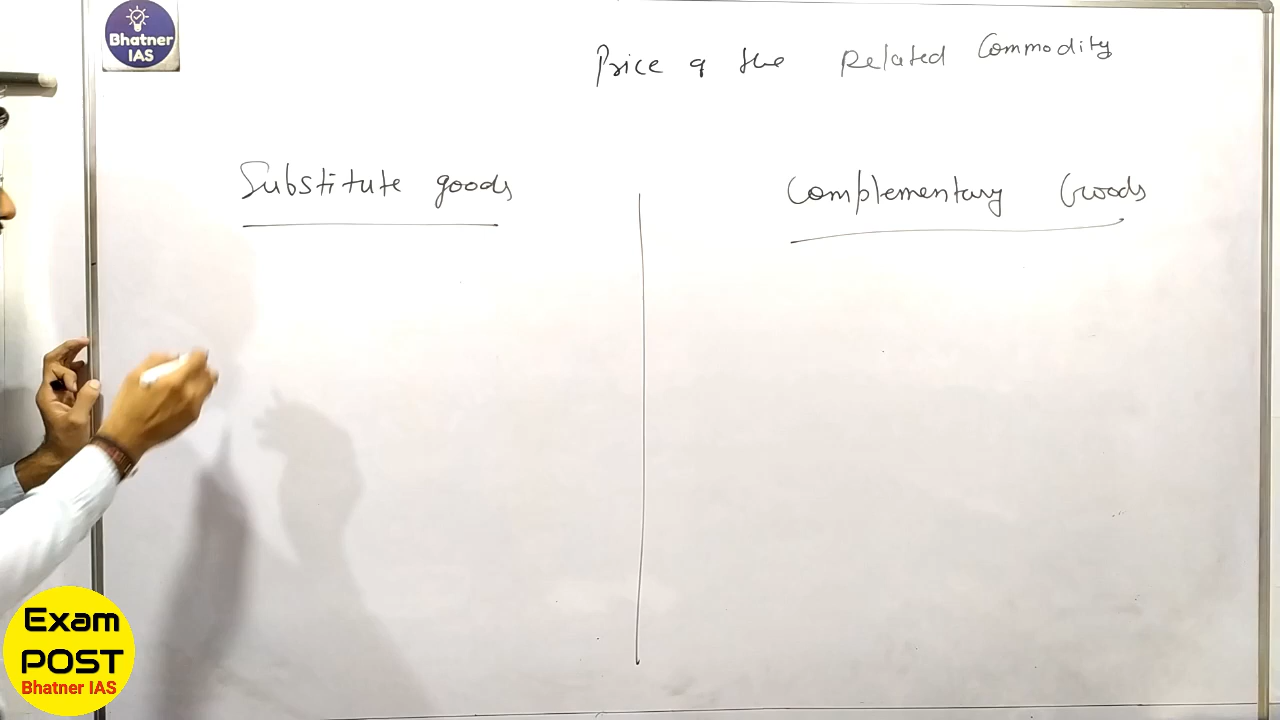 Bhatner
IAS
Price of the Related Commodity
Substitute goods
Complementary Goods
Exam
POST
Bhatner IAS